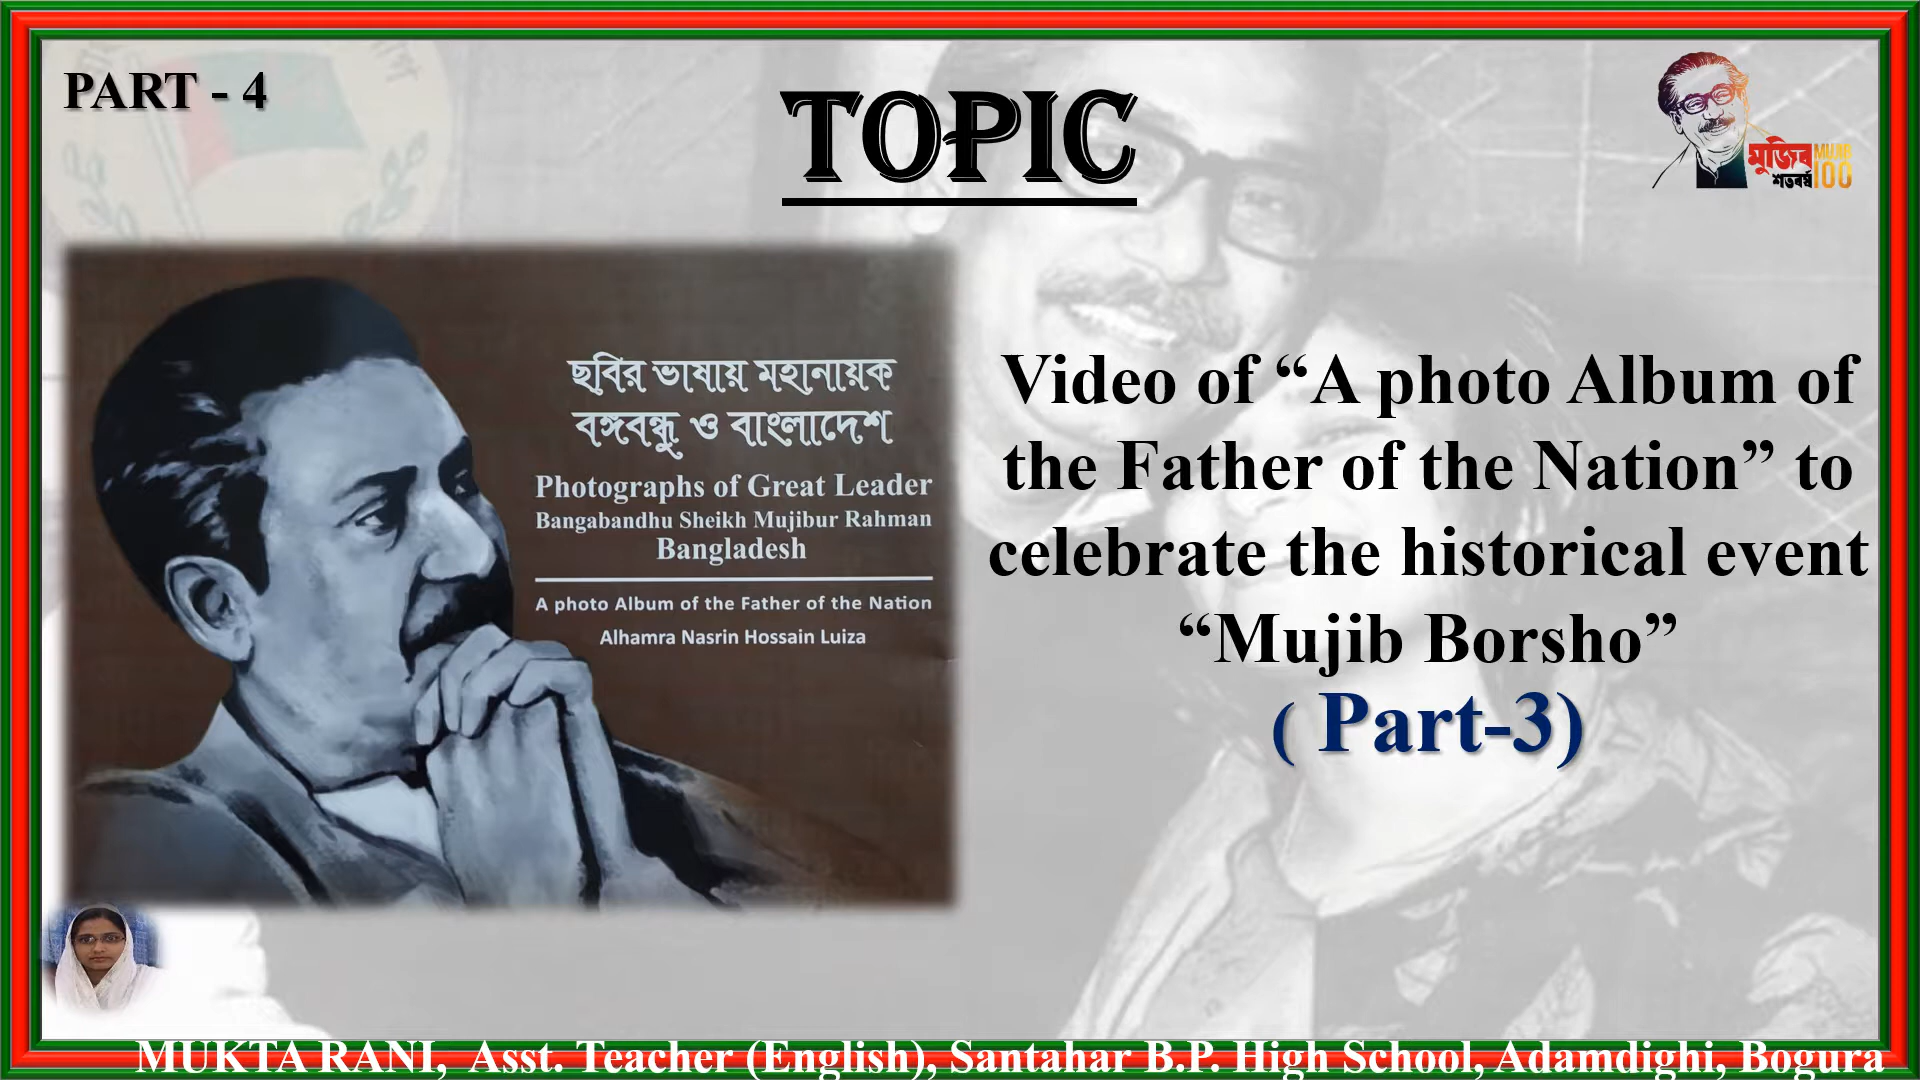 PART - 4
TOPIC
মুজিব
শতবর্ষ
MUJIB
100
ছবির ভাষায় মহানায়ক
বঙ্গবন্ধু ও বাংলাদেশ
Photographs of Great Leader
Bangabandhu Sheikh Mujibur Rahman
Bangladesh
A photo Album of the Father of the Nation
Alhamra Nasrin Hossain Luiza
Video of “A photo Album of
the Father of the Nation” to
celebrate the historical event
“Mujib Borsho”
( Part-3)
MUKTA RANI, Asst. Teacher (English), Santahar B.P. High School, Adamdighi, Bogura